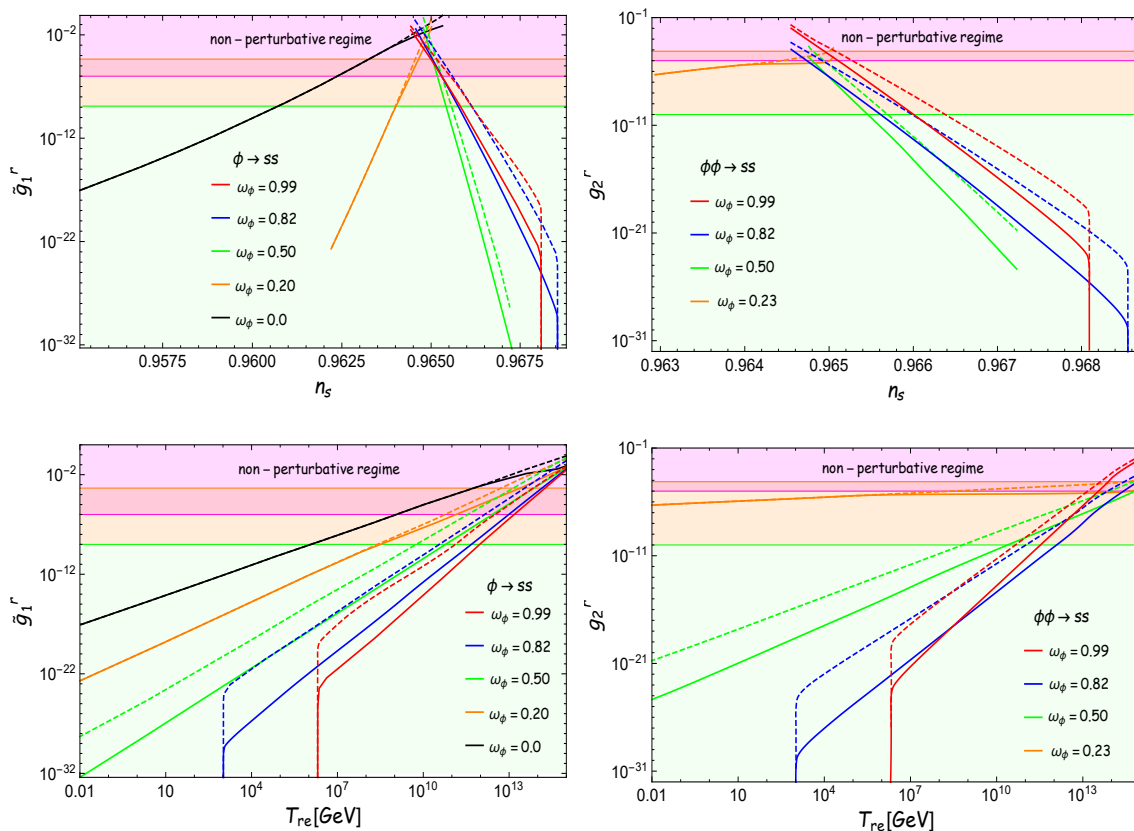 non – perturbative regime
10⁻²
10⁻¹²
10⁻²²
10⁻³²
g̃₁ʳ
ϕ → ss
ω_ϕ = 0.99
ω_ϕ = 0.82
ω_ϕ = 0.50
ω_ϕ = 0.20
ω_ϕ = 0.0
0.9575 0.9600 0.9625 0.9650 0.9675
n_s
non – perturbative regime
10⁻¹
10⁻¹¹
10⁻²¹
10⁻³¹
g₂ʳ
ϕϕ → ss
ω_ϕ = 0.99
ω_ϕ = 0.82
ω_ϕ = 0.50
ω_ϕ = 0.23
0.963 0.964 0.965 0.966 0.967 0.968
n_s
non – perturbative regime
10⁻²
10⁻¹²
10⁻²²
10⁻³²
g̃₁ʳ
ϕ → ss
ω_ϕ = 0.99
ω_ϕ = 0.82
ω_ϕ = 0.50
ω_ϕ = 0.20
ω_ϕ = 0.0
0.01 10 10⁴ 10⁷ 10¹⁰ 10¹³
T_re[GeV]
non – perturbative regime
10⁻¹
10⁻¹¹
10⁻²¹
10⁻³¹
g₂ʳ
ϕϕ → ss
ω_ϕ = 0.99
ω_ϕ = 0.82
ω_ϕ = 0.50
ω_ϕ = 0.23
0.01 10 10⁴ 10⁷ 10¹⁰ 10¹³
T_re[GeV]